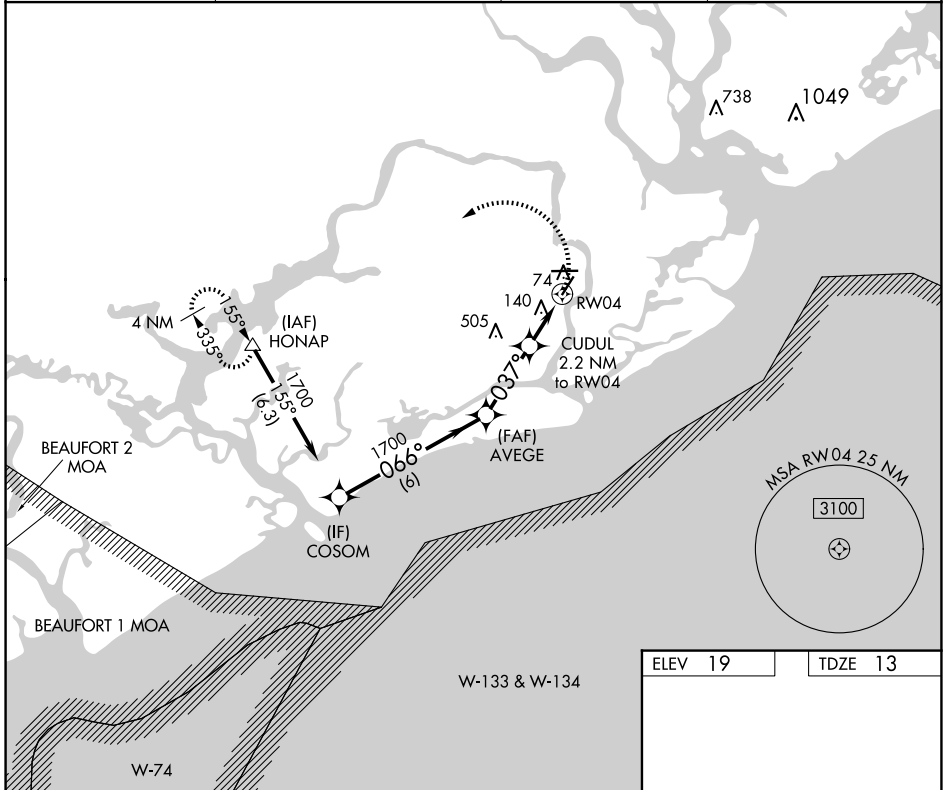 738
1049
74
RW04
140
505
CUDUL
2.2 NM
to RW04
037°
4 NM
155°
335°
(IAF)
HONAP
1700
155°
(6.3)
(FAF)
AVEGE
1700
066°
(6)
(IF)
COSOM
BEAUFORT 2
MOA
BEAUFORT 1 MOA
MSA RW04 25 NM
3100
W-133 & W-134
W-74
ELEV 19
TDZE 13